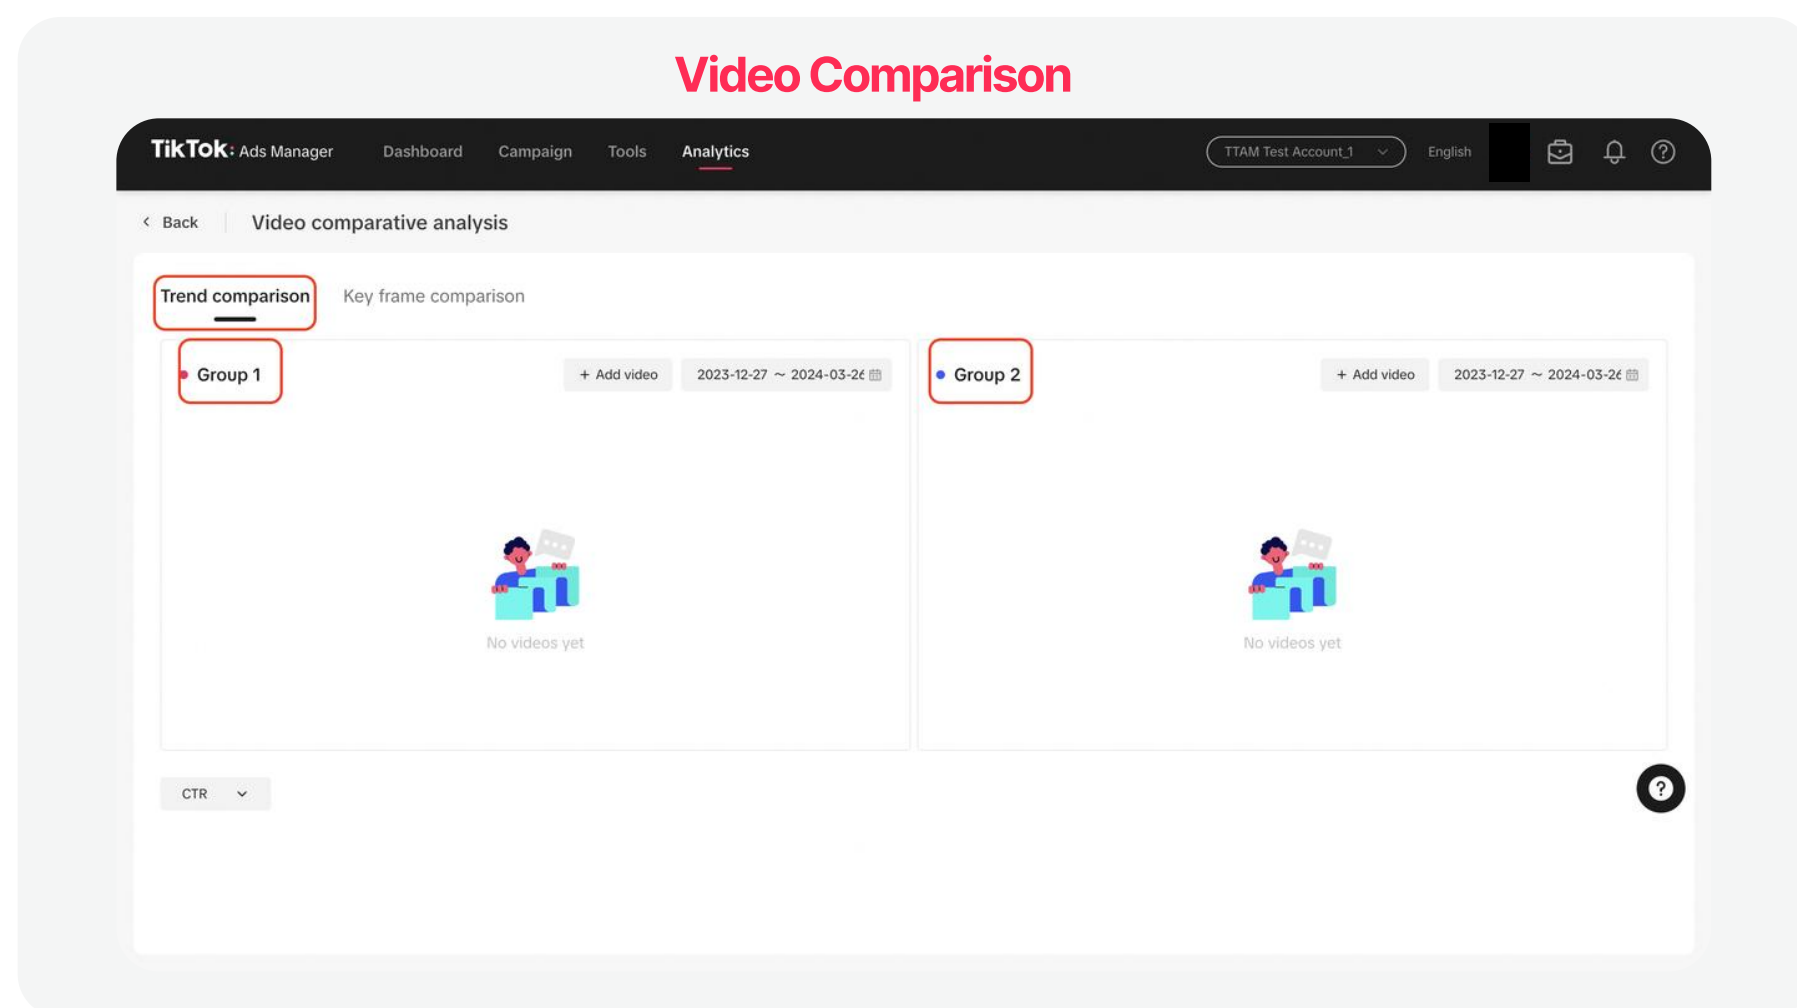 Video Comparison
TikTok: Ads Manager Dashboard Campaign Tools Analytics TTAM Test Account_1 English
Back Video comparative analysis
Trend comparison Key frame comparison
Group 1 + Add video 2023-12-27 ~ 2024-03-26 Group 2 + Add video 2023-12-27 ~ 2024-03-26
No videos yet No videos yet
CTR